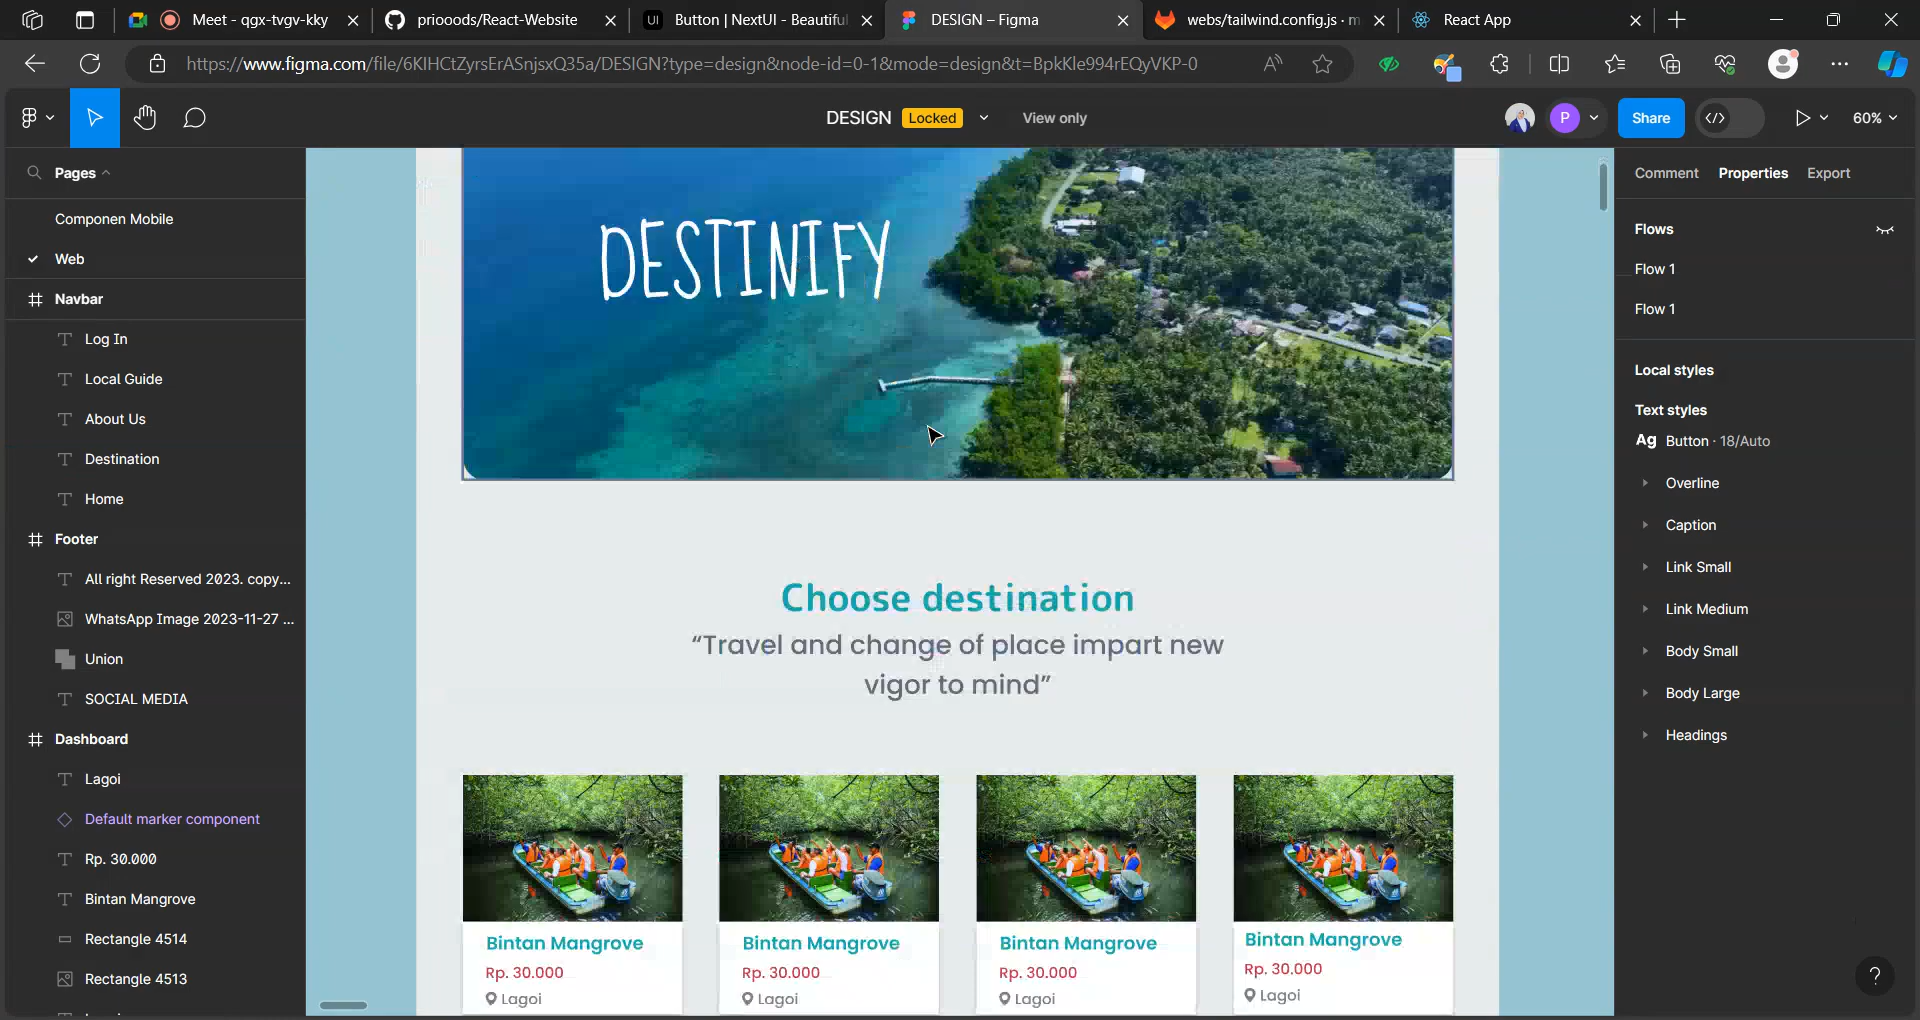 Meet - qgx-tvgv-kky
priooods/React-Website
UI
Button | NextUI - Beautiful
DESIGN – Figma
webs/tailwind.config.js · m
React App
https://www.figma.com/file/6KIHCtZyrsErASnjsxQ35a/DESIGN?type=design&node-id=0-1&mode=design&t=BpkKle994rEQyVKP-0
DESIGN
Locked
View only
P
Share
60%
Pages
Componen Mobile
Web
Navbar
Log In
Local Guide
About Us
Destination
Home
Footer
All right Reserved 2023. copy...
WhatsApp Image 2023-11-27 ...
Union
SOCIAL MEDIA
Dashboard
Lagoi
Default marker component
Rp. 30.000
Bintan Mangrove
Rectangle 4514
Rectangle 4513
DESTINIFY
Choose destination
“Travel and change of place impart new
vigor to mind”
Bintan Mangrove
Rp. 30.000
Lagoi
Bintan Mangrove
Rp. 30.000
Lagoi
Bintan Mangrove
Rp. 30.000
Lagoi
Bintan Mangrove
Rp. 30.000
Lagoi
Comment
Properties
Export
Flows
Flow 1
Flow 1
Local styles
Text styles
Ag Button · 18/Auto
Overline
Caption
Link Small
Link Medium
Body Small
Body Large
Headings
?